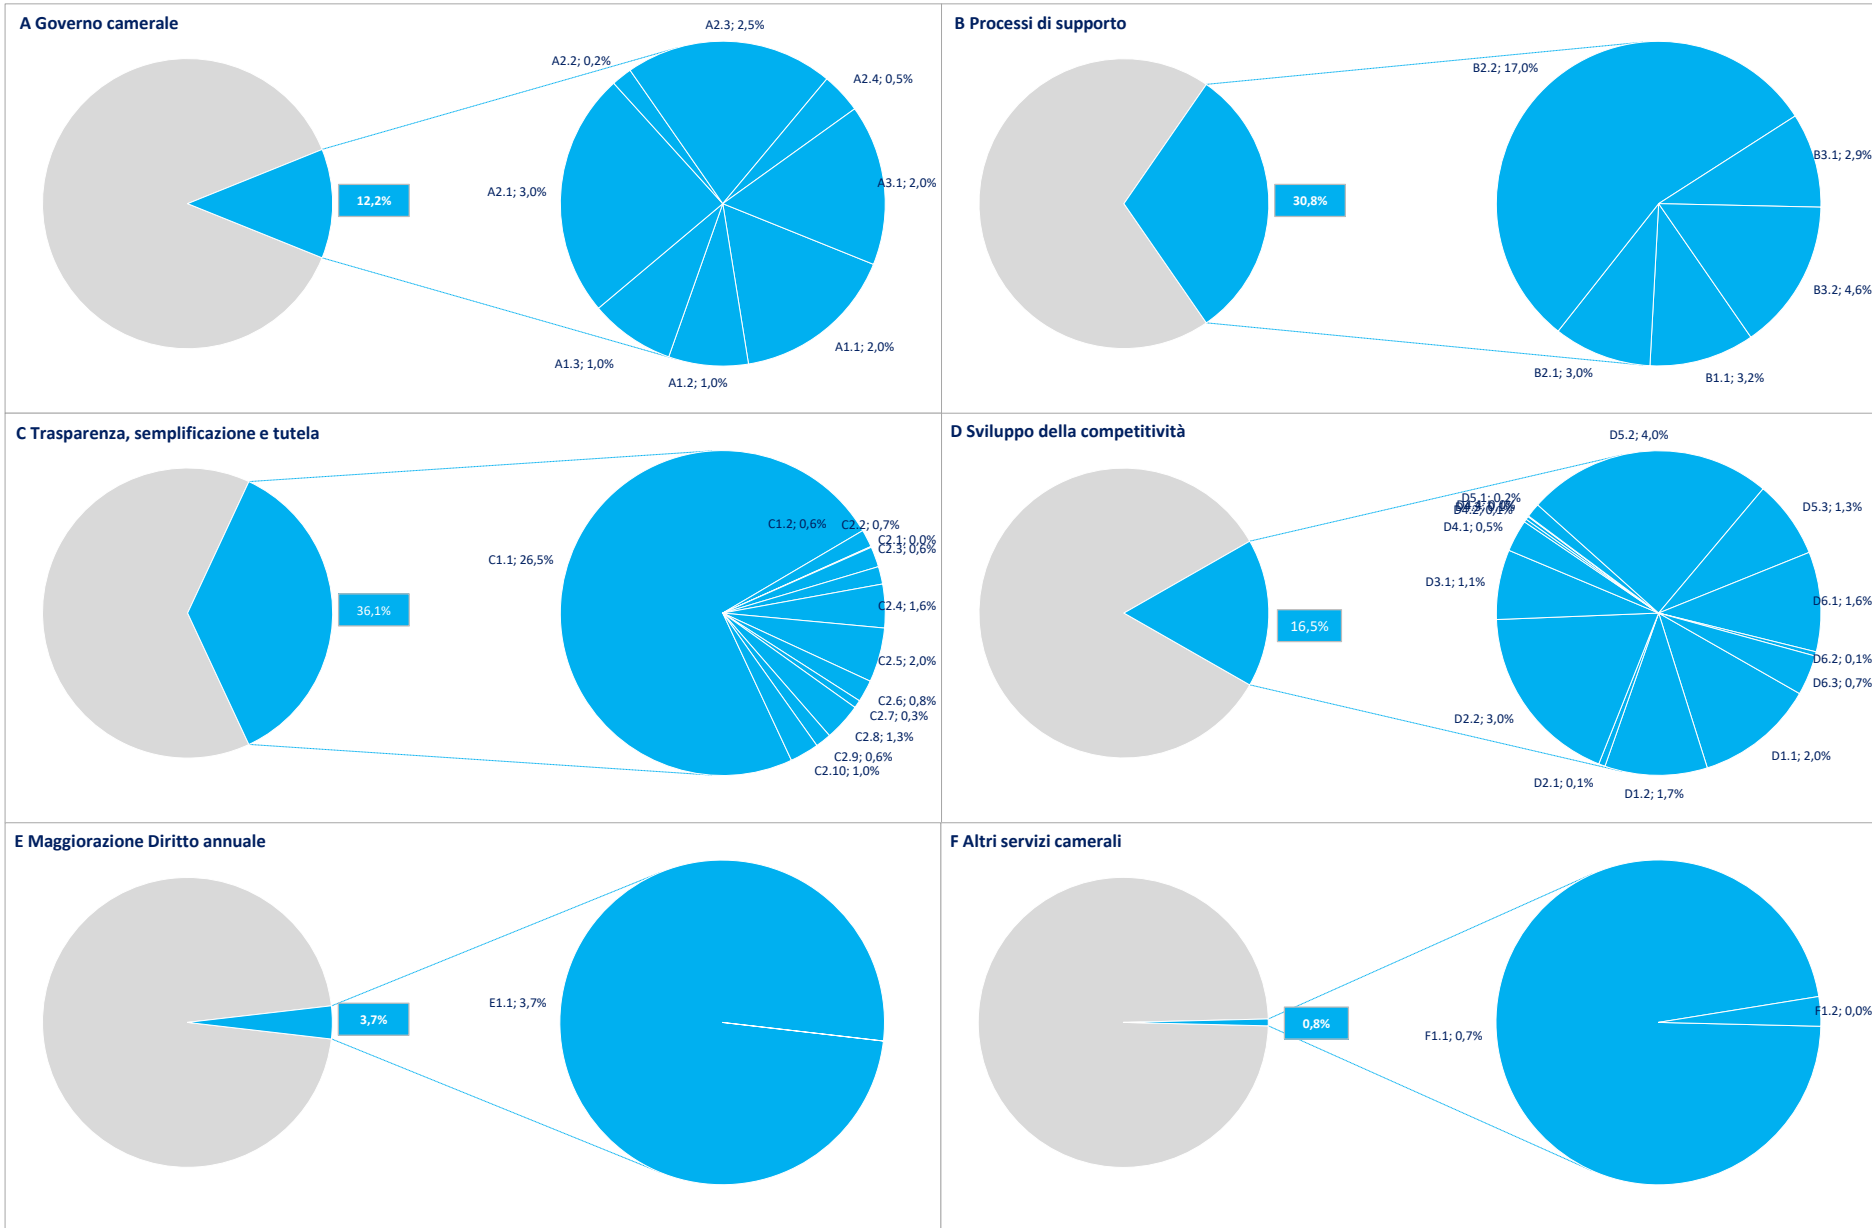 A Governo camerale
A2.3; 2,5%
A2.2; 0,2%
A2.4; 0,5%
A2.1; 3,0%
A3.1; 2,0%
12,2%
A1.1; 2,0%
A1.3; 1,0%
A1.2; 1,0%
B Processi di supporto
B2.2; 17,0%
B3.1; 2,9%
30,8%
B3.2; 4,6%
B2.1; 3,0%
B1.1; 3,2%
C Trasparenza, semplificazione e tutela
C1.2; 0,6%
C2.2; 0,7%
C2.1; 0,0%
C2.3; 0,6%
C1.1; 26,5%
36,1%
C2.4; 1,6%
C2.5; 2,0%
C2.6; 0,8%
C2.7; 0,3%
C2.8; 1,3%
C2.9; 0,6%
C2.10; 1,0%
D Sviluppo della competitività
D5.2; 4,0%
D5.1; 0,2%
D4.2; 0,1%
D4.1; 0,5%
D5.3; 1,3%
D3.1; 1,1%
D6.1; 1,6%
16,5%
D6.2; 0,1%
D6.3; 0,7%
D2.2; 3,0%
D1.1; 2,0%
D2.1; 0,1%
D1.2; 1,7%
E Maggiorazione Diritto annuale
E1.1; 3,7%
3,7%
F Altri servizi camerali
F1.2; 0,0%
0,8%
F1.1; 0,7%